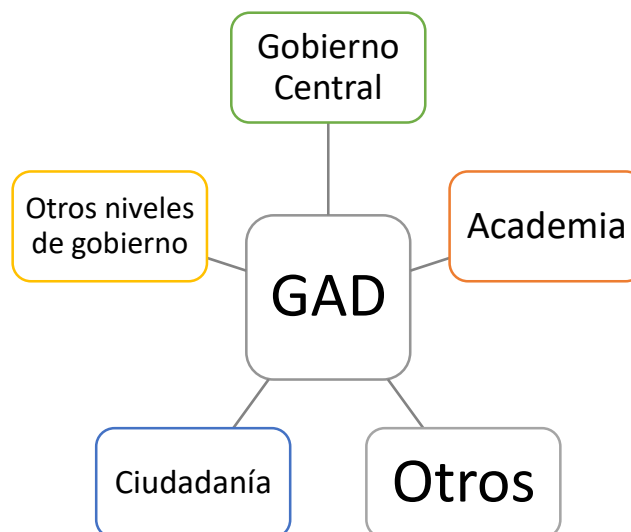 Gobierno
Central
Otros niveles
de gobierno
Academia
GAD
Ciudadanía
Otros